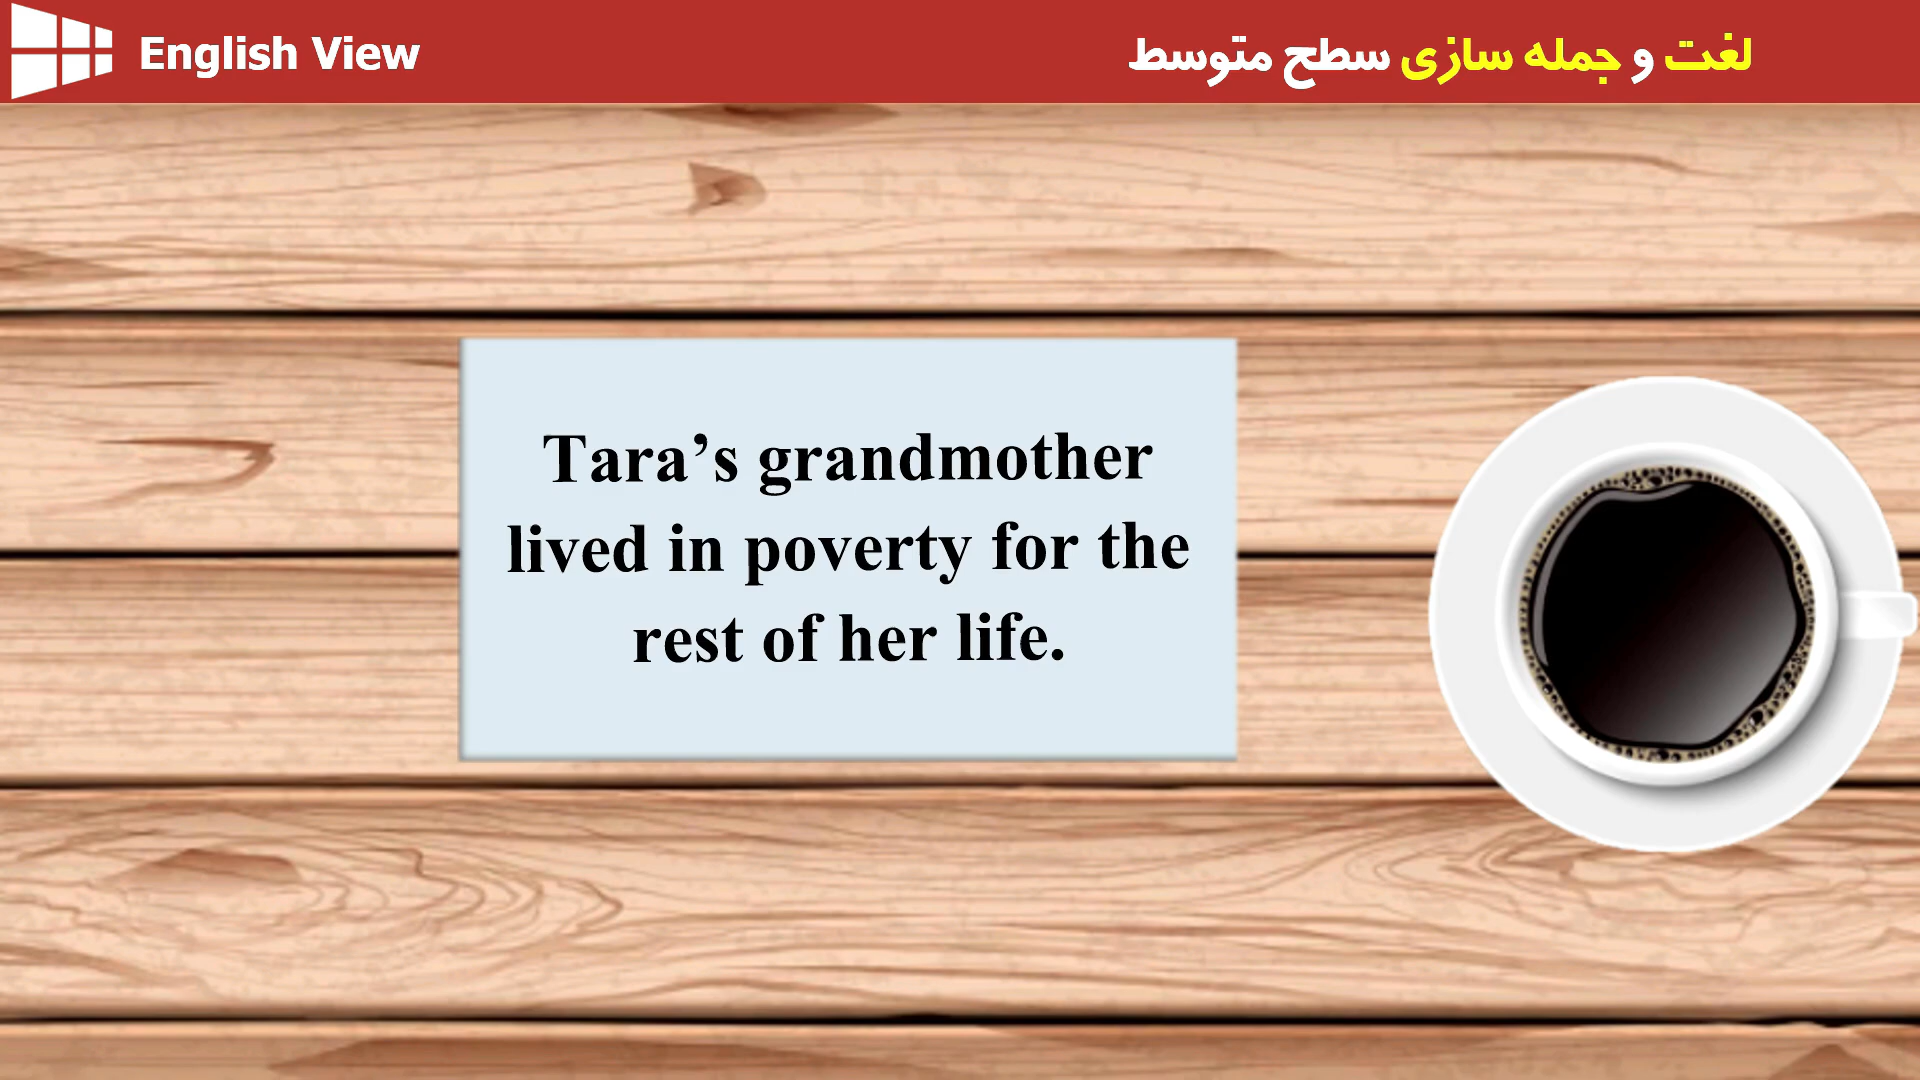 English View
لغت و جمله سازی سطح متوسط
Tara’s grandmother
lived in poverty for the
rest of her life.